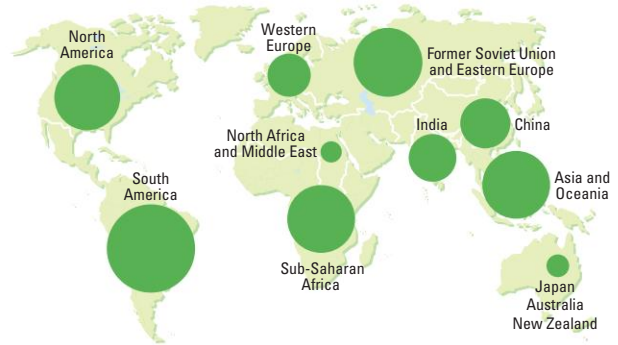 North
America
Western
Europe
Former Soviet Union
and Eastern Europe
North Africa
and Middle East
India
China
South
America
Asia and
Oceania
Sub-Saharan
Africa
Japan
Australia
New Zealand